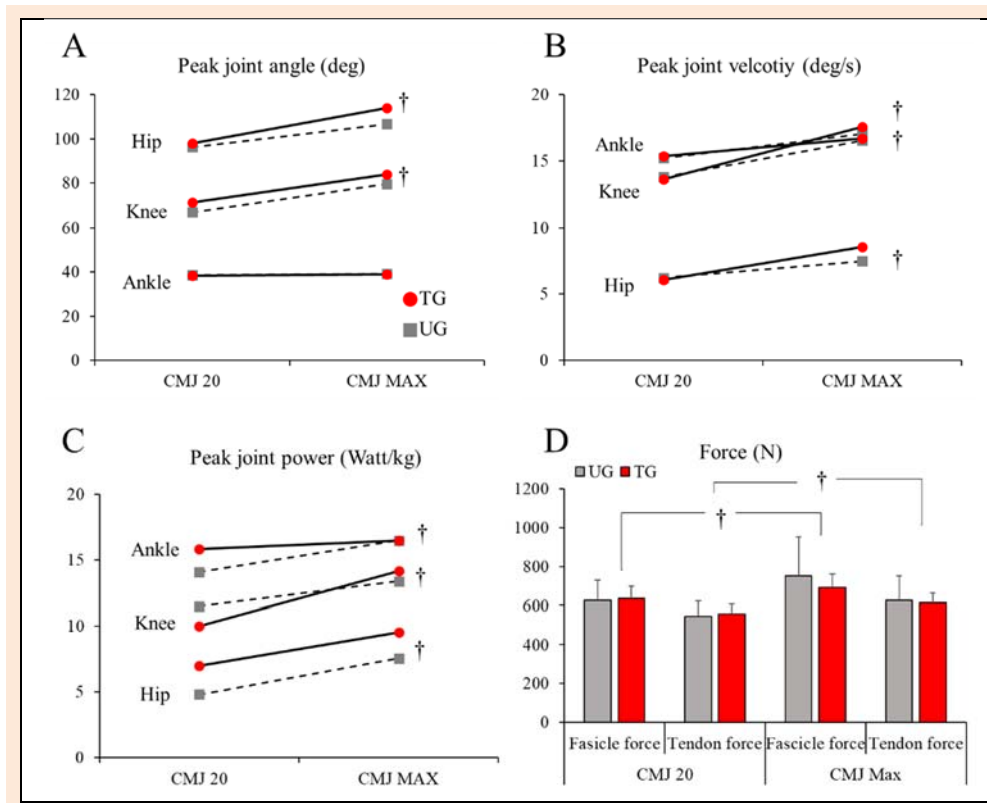 A
Peak joint angle (deg)
120
100
80
60
40
20
0
Hip
†
Knee
†
Ankle
TG
UG
CMJ 20
CMJ MAX
B
Peak joint velcotiy (deg/s)
20
15
10
5
0
†
Ankle
†
Knee
Hip
†
CMJ 20
CMJ MAX
C
Peak joint power (Watt/kg)
20
15
10
5
0
Ankle
†
†
Knee
†
Hip
CMJ 20
CMJ MAX
D
Force (N)
UG TG
1200
1000
800
600
400
200
0
†
†
Fasicle force Tendon force Fascicle force Tendon force
CMJ 20 CMJ Max